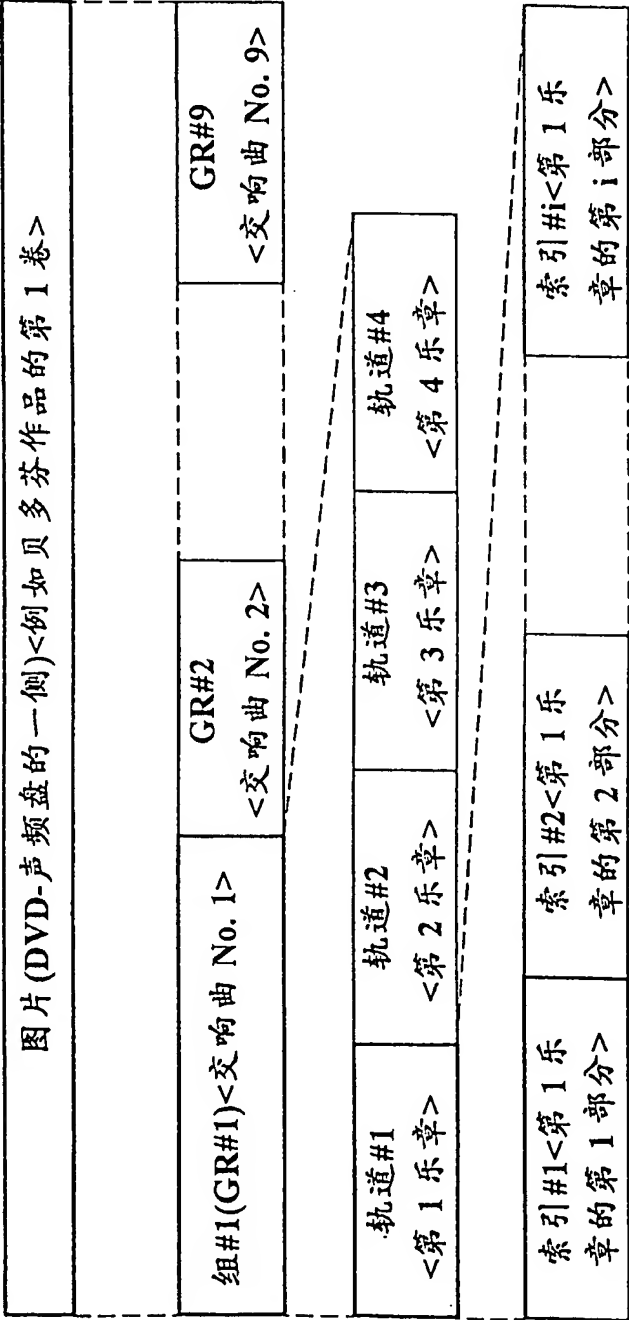 图片(DVD-声频盘的一侧)<例如贝多芬作品的第 1 卷>
组#1(GR#1)<交响曲 No. 1>
GR#2
<交响曲 No. 2>
GR#9
<交响曲 No. 9>
轨道#1
<第 1 乐章>
轨道#2
<第 2 乐章>
轨道#3
<第 3 乐章>
轨道#4
<第 4 乐章>
索引#1<第 1 乐
章的第 1 部分>
索引#2<第 1 乐
章的第 2 部分>
索引#i<第 1 乐
章的第 i 部分>